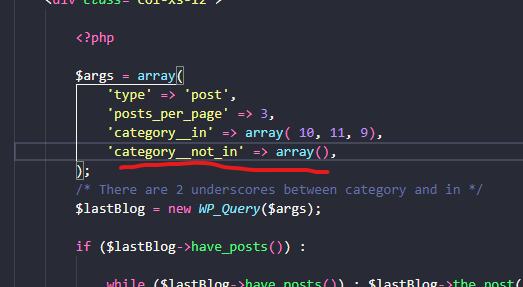 <div class="col-xs-12">
<?php
$args = array(
'type' => 'post',
'posts_per_page' => 3,
'category__in' => array( 10, 11, 9),
'category__not_in' => array(),
);
/* There are 2 underscores between category and in */
$lastBlog = new WP_Query($args);
if ($lastBlog->have_posts()) :
while ($lastBlog->have_posts()) : $lastBlog->the_post(